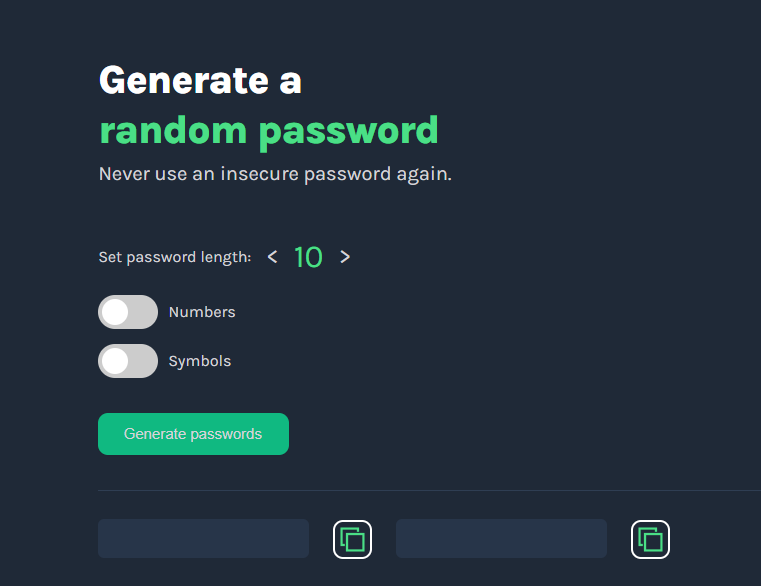 Generate a
random password
Never use an insecure password again.
Set password length: < 10 >
Numbers
Symbols
Generate passwords